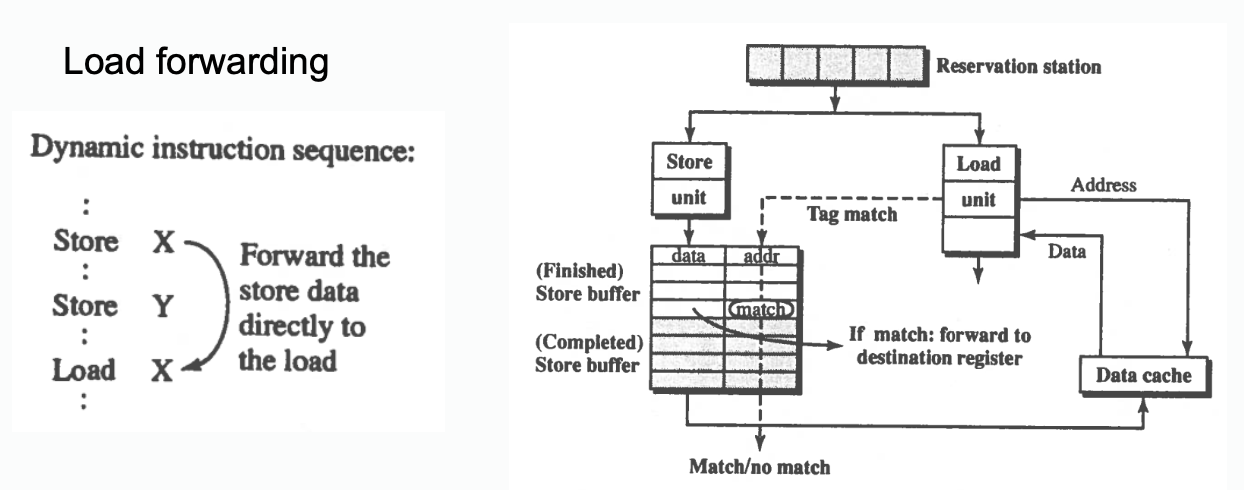 Load forwarding
Dynamic instruction sequence:
:
Store X
:
Store Y
:
Load X
:
Forward the
store data
directly to
the load
Reservation station
Store
unit
Load
unit
Tag match
Address
Data
data addr
(Finished)
Store buffer
match
(Completed)
Store buffer
If match: forward to
destination register
Data cache
Match/no match